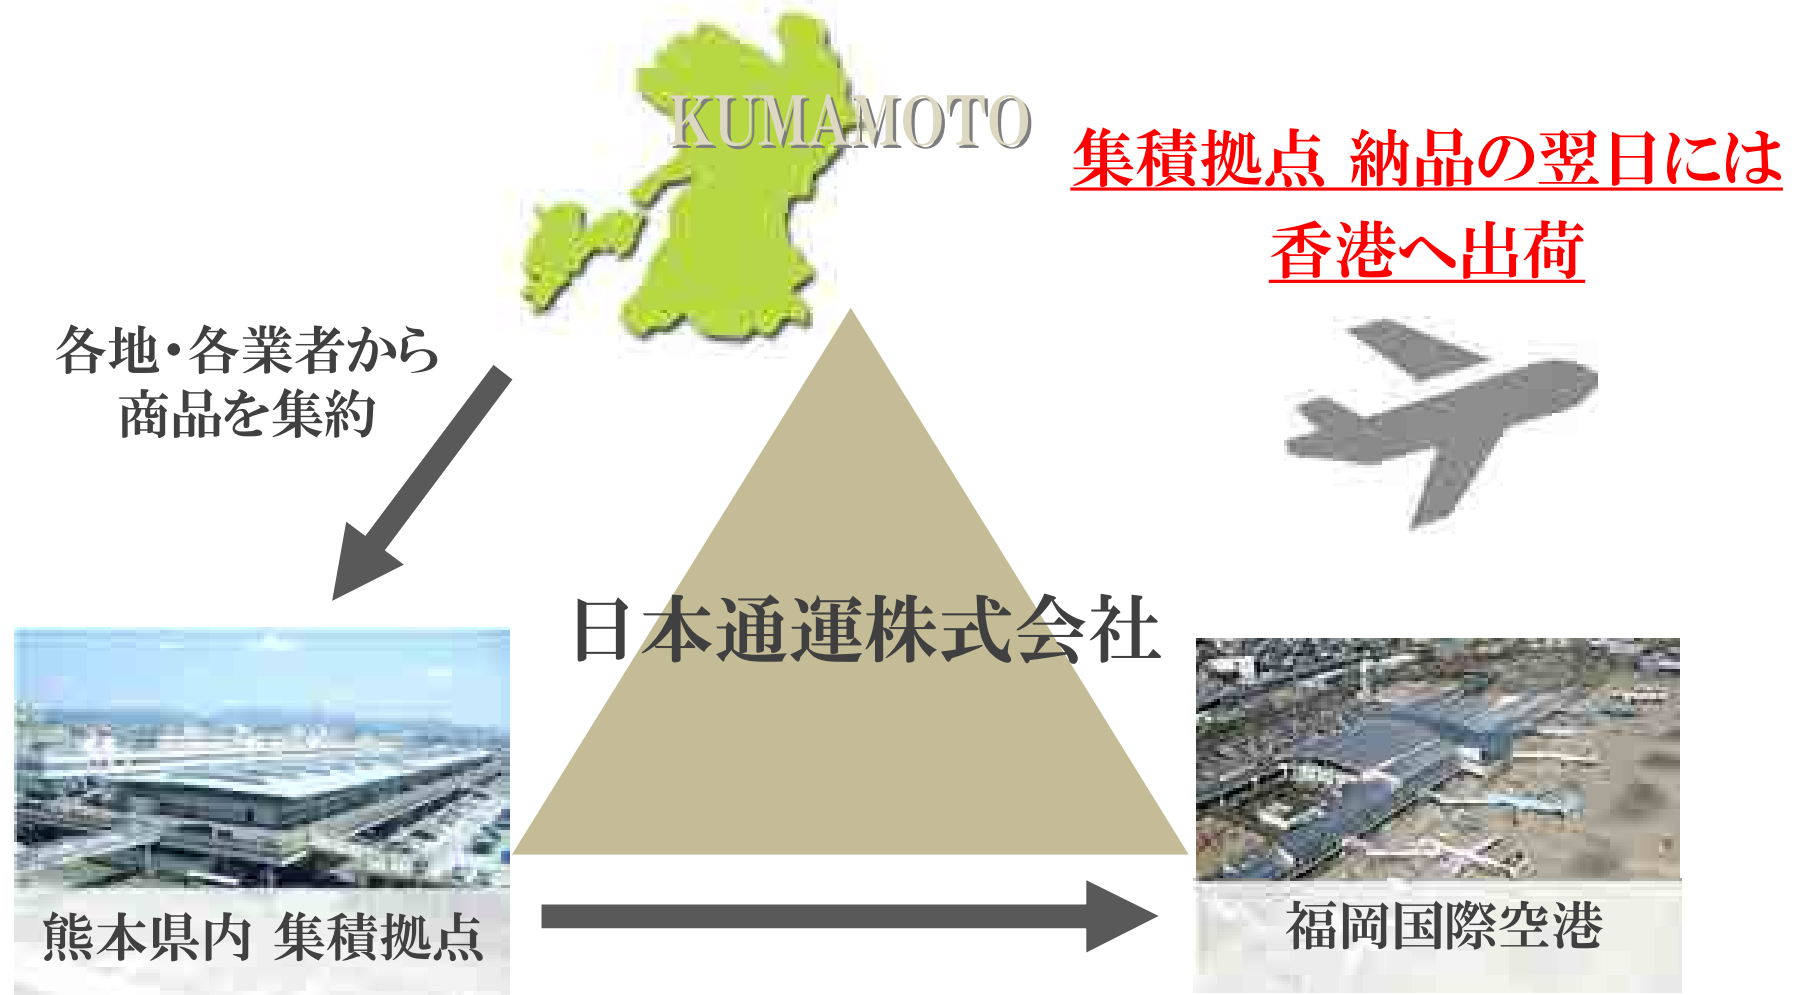 KUMAMOTO
集積拠点 納品の翌日には
香港へ出荷
各地・各業者から
商品を集約
日本通運株式会社
熊本県内 集積拠点
福岡国際空港